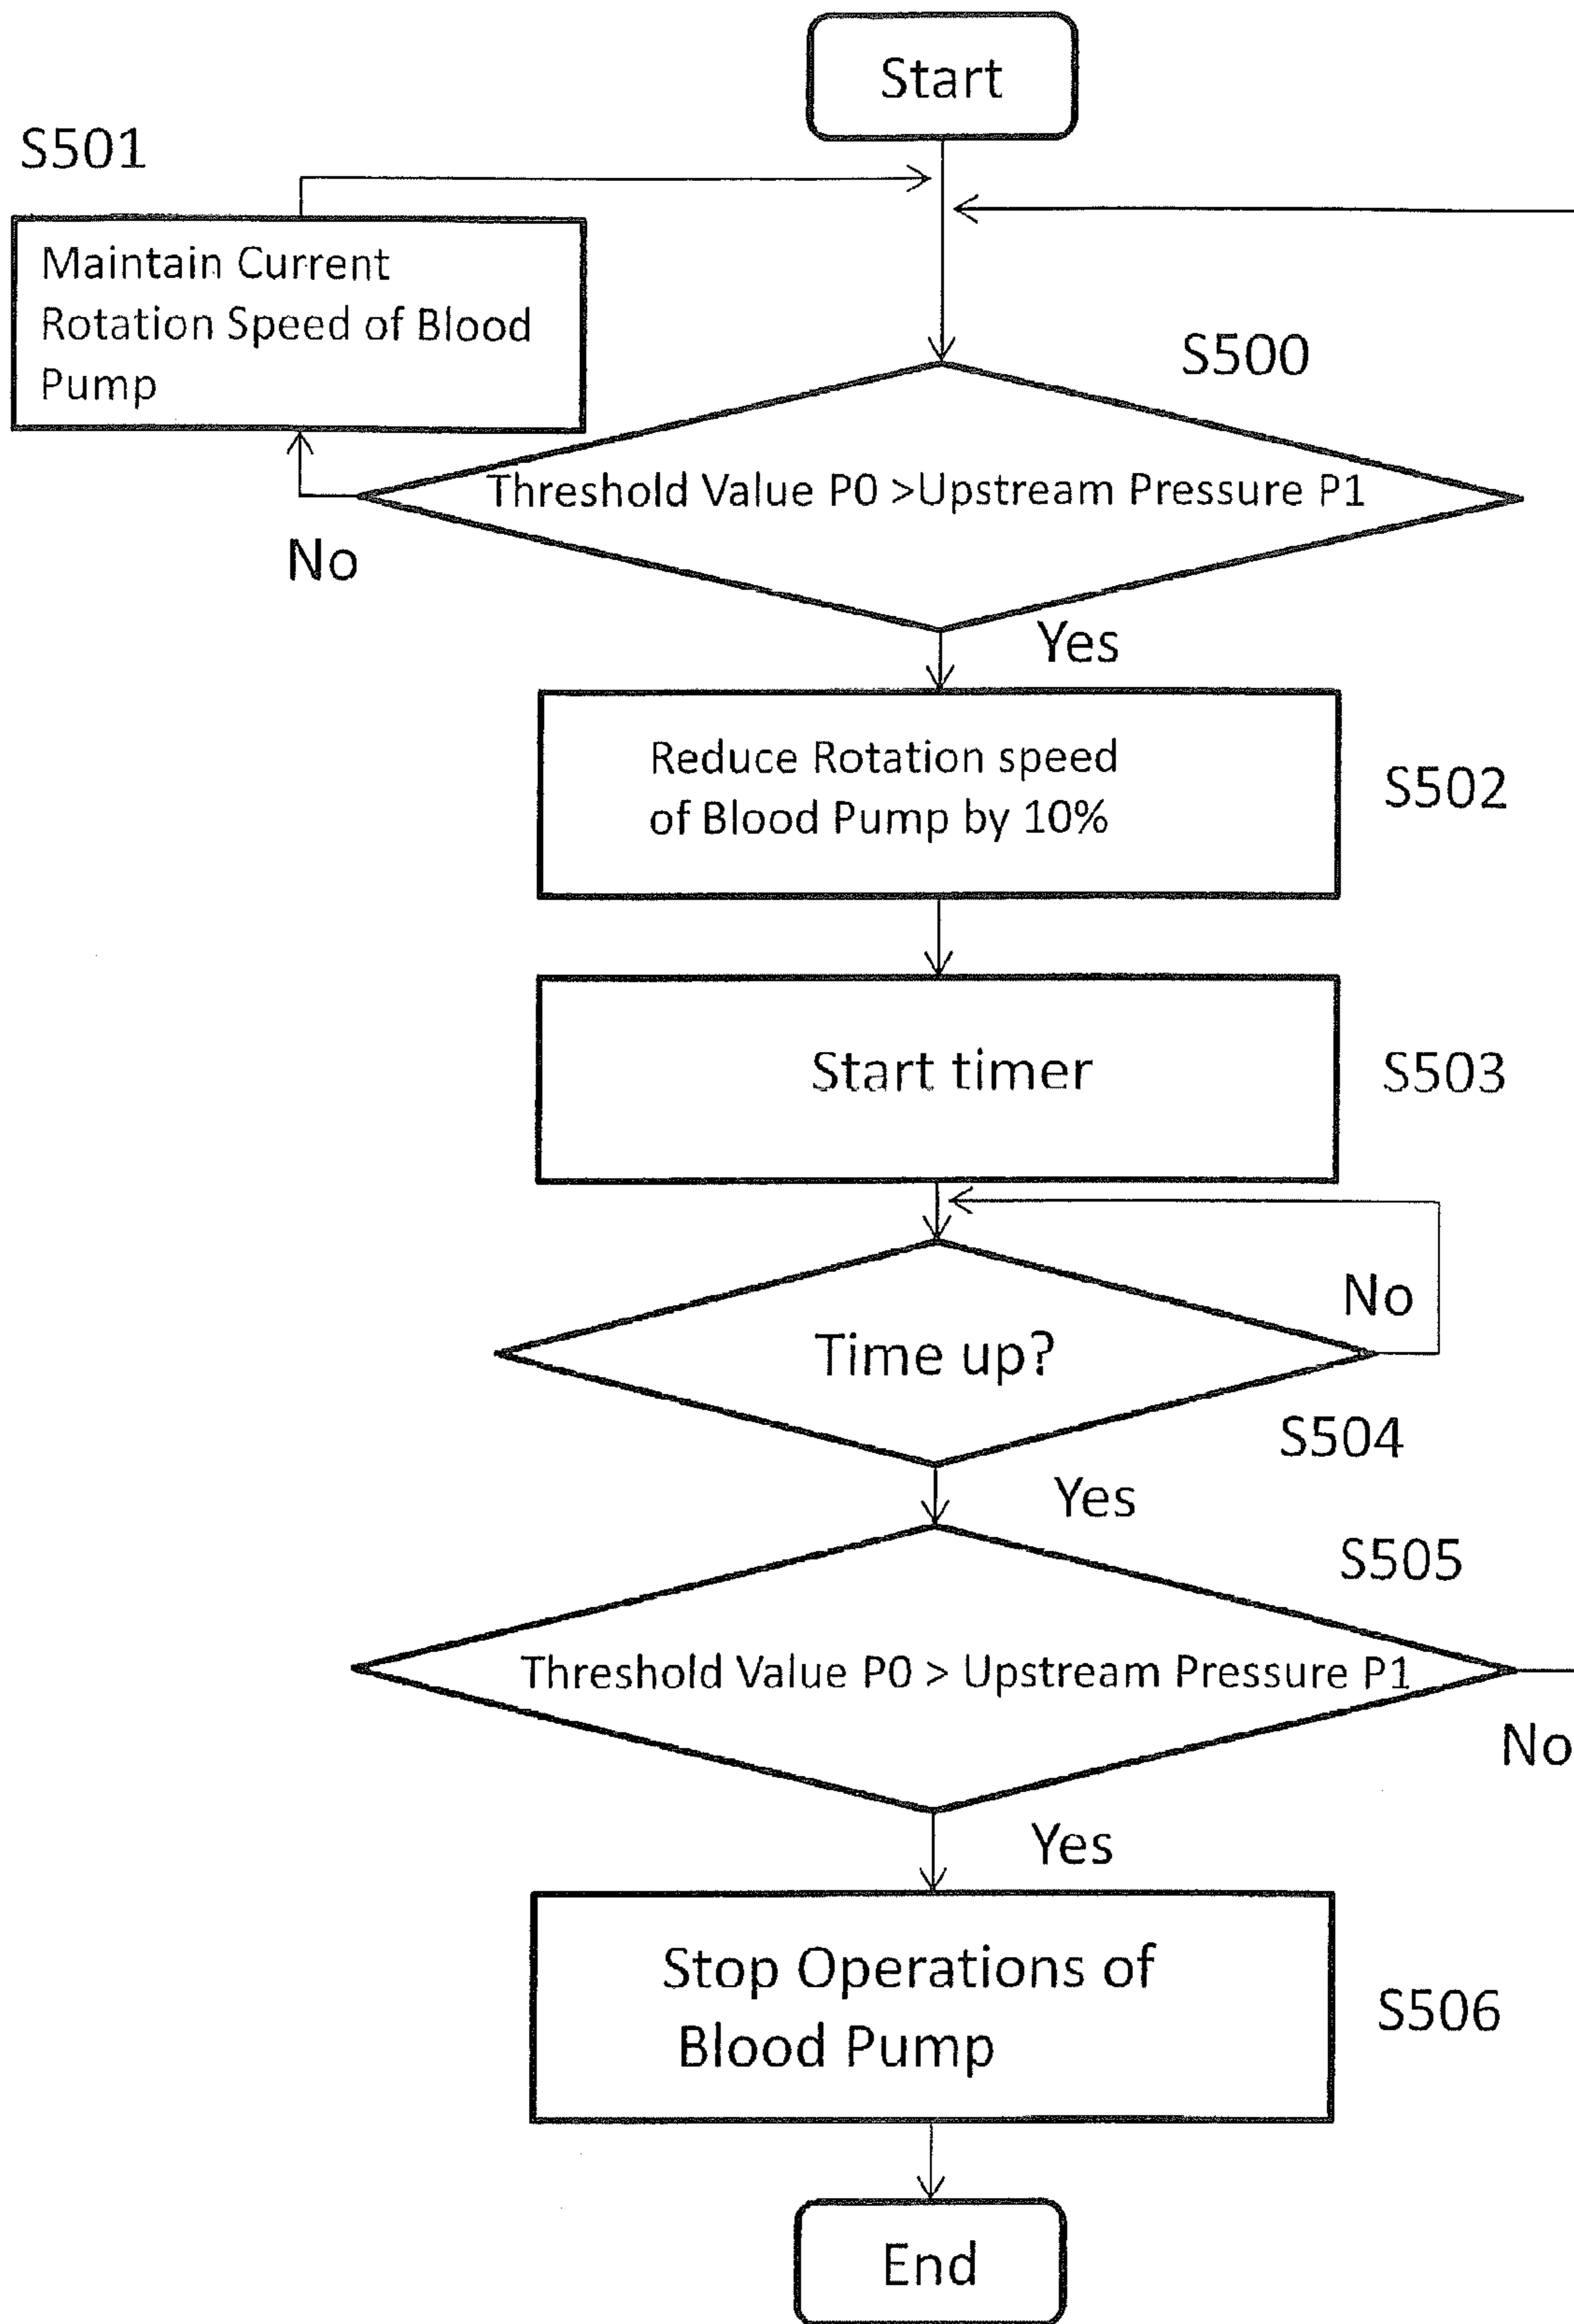 Start
S501
Maintain Current
Rotation Speed of Blood
Pump
S500
Threshold Value P0 >Upstream Pressure P1
No
Yes
Reduce Rotation speed
of Blood Pump by 10%
S502
Start timer
S503
No
Time up?
S504
Yes
S505
Threshold Value P0 > Upstream Pressure P1
No
Yes
Stop Operations of
Blood Pump
S506
End